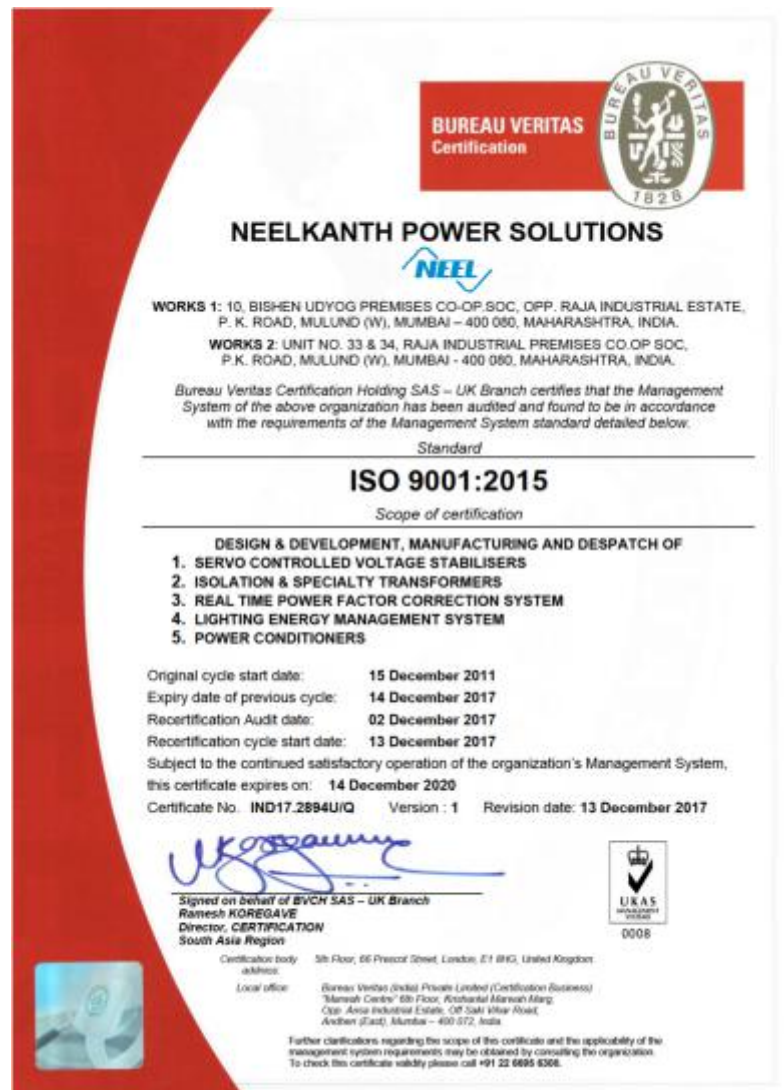 BUREAU VERITAS
Certification
BUREAU VERITAS
1828
NEELKANTH POWER SOLUTIONS
NEEL
WORKS 1: 10, BISHEN UDYOG PREMISES CO-OP.SOC, OPP. RAJA INDUSTRIAL ESTATE,
P. K. ROAD, MULUND (W), MUMBAI – 400 080, MAHARASHTRA, INDIA.
WORKS 2: UNIT NO. 33 & 34, RAJA INDUSTRIAL PREMISES CO.OP SOC,
P.K. ROAD, MULUND (W), MUMBAI - 400 080, MAHARASHTRA, INDIA.
Bureau Veritas Certification Holding SAS – UK Branch certifies that the Management
System of the above organization has been audited and found to be in accordance
with the requirements of the Management System standard detailed below.
Standard
ISO 9001:2015
Scope of certification
DESIGN & DEVELOPMENT, MANUFACTURING AND DESPATCH OF
1. SERVO CONTROLLED VOLTAGE STABILISERS
2. ISOLATION & SPECIALTY TRANSFORMERS
3. REAL TIME POWER FACTOR CORRECTION SYSTEM
4. LIGHTING ENERGY MANAGEMENT SYSTEM
5. POWER CONDITIONERS
Original cycle start date: 15 December 2011
Expiry date of previous cycle: 14 December 2017
Recertification Audit date: 02 December 2017
Recertification cycle start date: 13 December 2017
Subject to the continued satisfactory operation of the organization's Management System,
this certificate expires on: 14 December 2020
Certificate No. IND17.2894U/Q Version : 1 Revision date: 13 December 2017
Signed on behalf of BVCH SAS – UK Branch
Ramesh KOREGAVE
Director, CERTIFICATION
South Asia Region
UKAS
MANAGEMENT
SYSTEMS
0008
Certification body address: 5th Floor, 66 Prescot Street, London, E1 8HG, United Kingdom
Local office: Bureau Veritas (India) Private Limited (Certification Business)
"Marwah Centre" 6th Floor, Krishanlal Marwah Marg,
Opp. Ansa Industrial Estate, Off Saki Vihar Road,
Andheri (East), Mumbai – 400 072, India
Further clarifications regarding the scope of this certificate and the applicability of the
management system requirements may be obtained by consulting the organization.
To check this certificate validity please call +91 22 6695 6300.